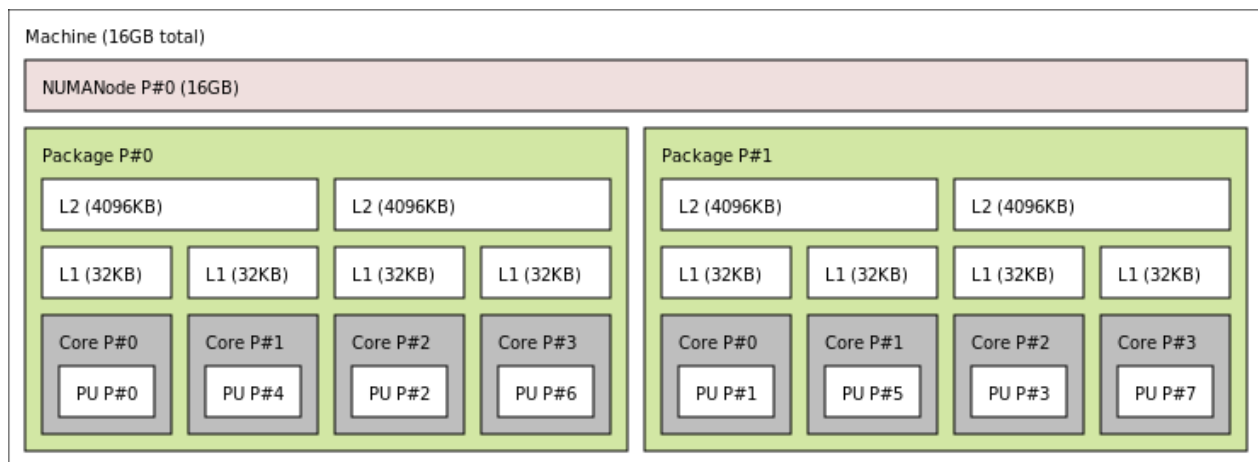 Machine (16GB total)
NUMANode P#0 (16GB)
Package P#0
L2 (4096KB)
L2 (4096KB)
L1 (32KB)
L1 (32KB)
L1 (32KB)
L1 (32KB)
Core P#0
PU P#0
Core P#1
PU P#4
Core P#2
PU P#2
Core P#3
PU P#6
Package P#1
L2 (4096KB)
L2 (4096KB)
L1 (32KB)
L1 (32KB)
L1 (32KB)
L1 (32KB)
Core P#0
PU P#1
Core P#1
PU P#5
Core P#2
PU P#3
Core P#3
PU P#7